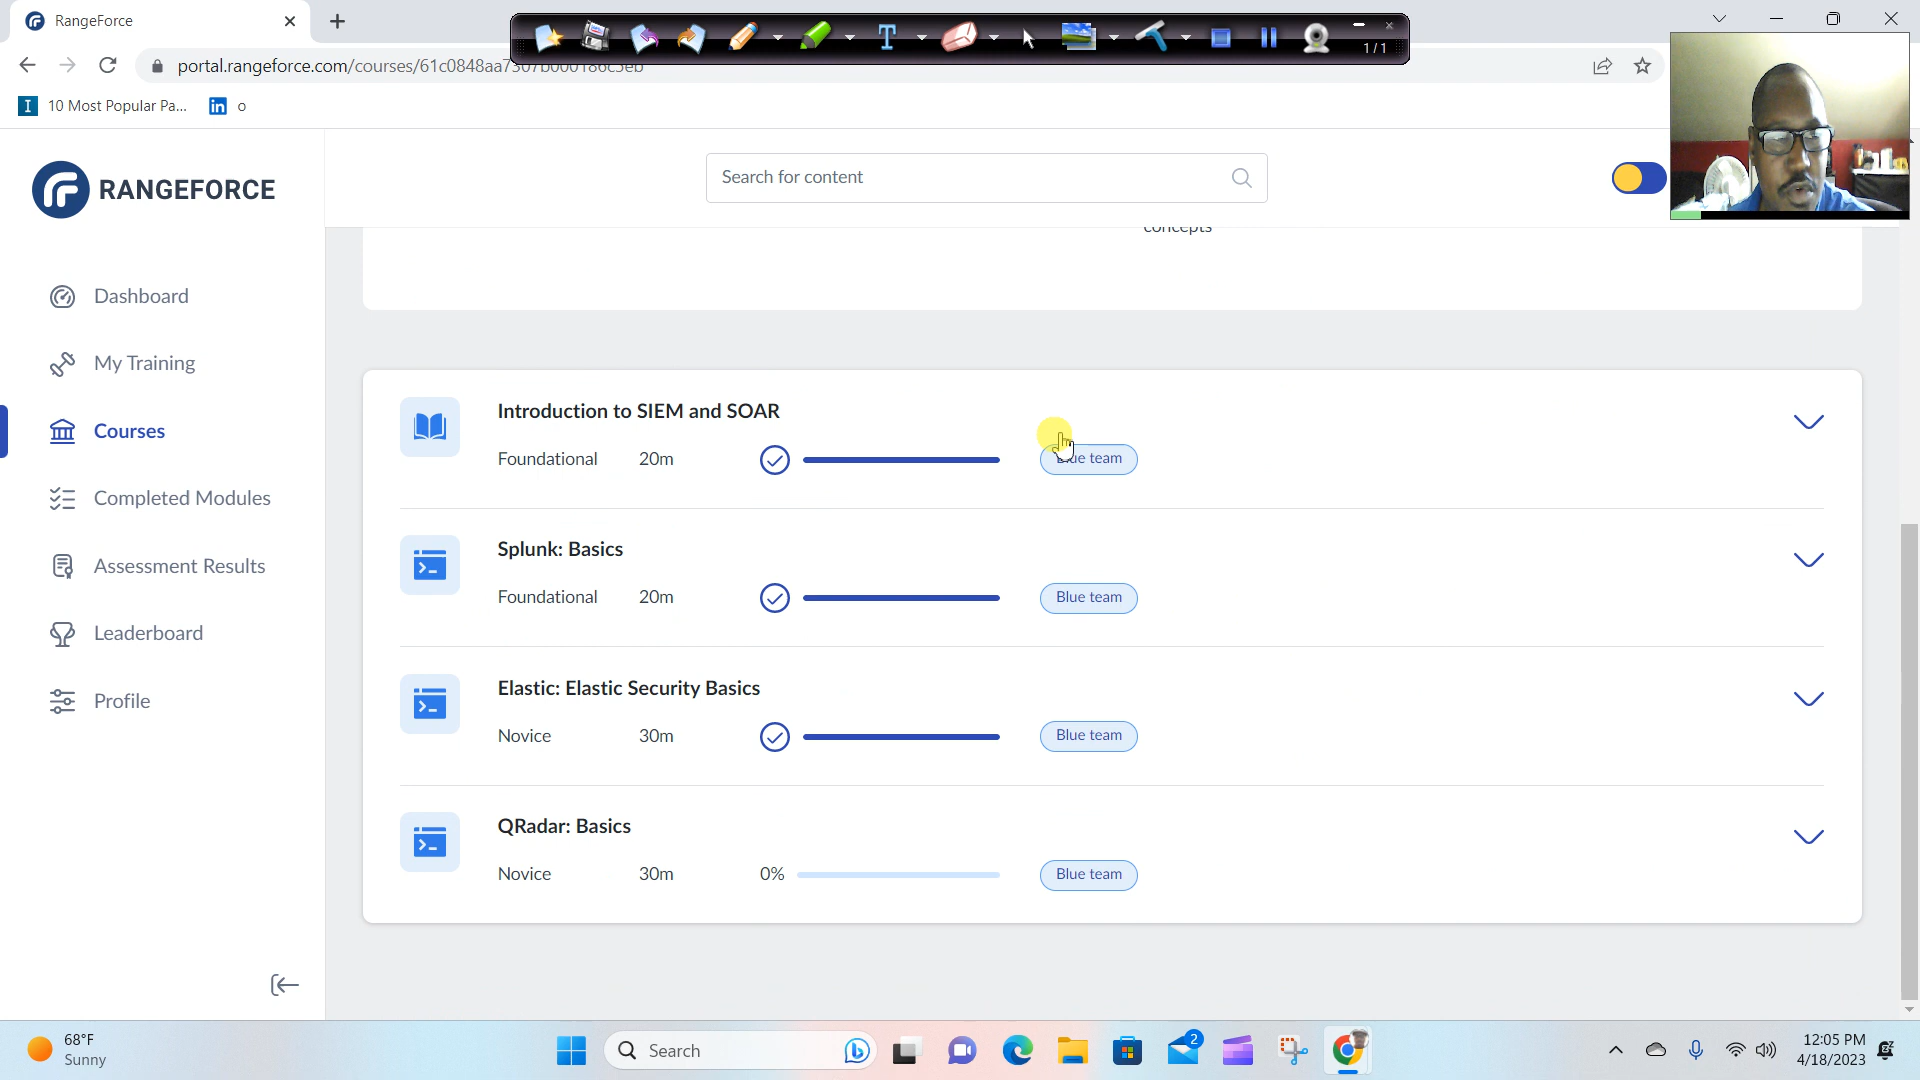 RangeForce
1/1
portal.rangeforce.com/courses/61c0848aa7307b000186c3eb
10 Most Popular Pa...
o
RANGEFORCE
Search for content
concepts
Dashboard
My Training
Courses
Completed Modules
Assessment Results
Leaderboard
Profile
Introduction to SIEM and SOAR
Foundational 20m Blue team
Splunk: Basics
Foundational 20m Blue team
Elastic: Elastic Security Basics
Novice 30m Blue team
QRadar: Basics
Novice 30m 0% Blue team
68°F
Sunny
Search
2
12:05 PM
4/18/2023